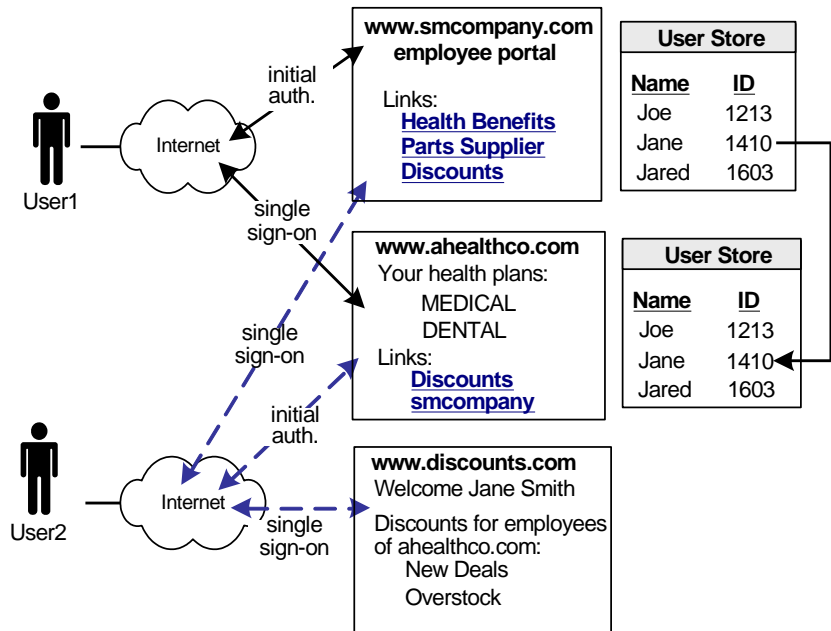 www.smcompany.com
employee portal
Links:
Health Benefits
Parts Supplier
Discounts
User Store
Name ID
Joe 1213
Jane 1410
Jared 1603
initial
auth.
Internet
User1
single
sign-on
www.ahealthco.com
Your health plans:
MEDICAL
DENTAL
Links:
Discounts
smcompany
User Store
Name ID
Joe 1213
Jane 1410
Jared 1603
single
sign-on
initial
auth.
Internet
User2
single
sign-on
www.discounts.com
Welcome Jane Smith
Discounts for employees
of ahealthco.com:
New Deals
Overstock